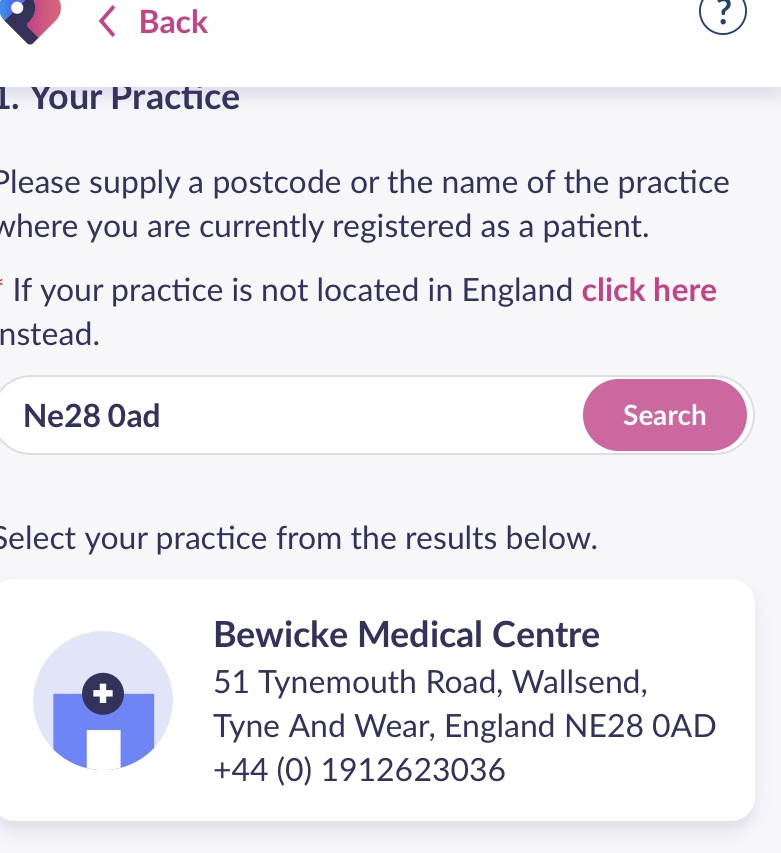 Back
?
1. Your Practice
Please supply a postcode or the name of the practice
where you are currently registered as a patient.
* If your practice is not located in England click here
instead.
Ne28 0ad
Search
Select your practice from the results below.
Bewicke Medical Centre
51 Tynemouth Road, Wallsend,
Tyne And Wear, England NE28 0AD
+44 (0) 1912623036